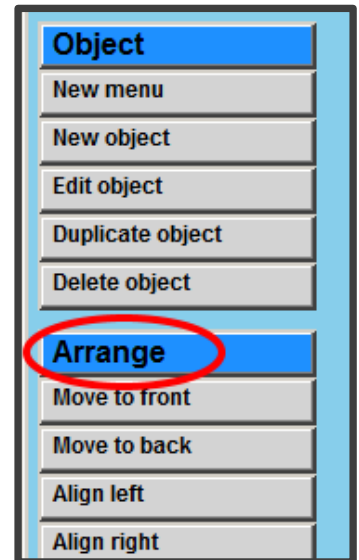 Object
New menu
New object
Edit object
Duplicate object
Delete object
Arrange
Move to front
Move to back
Align left
Align right